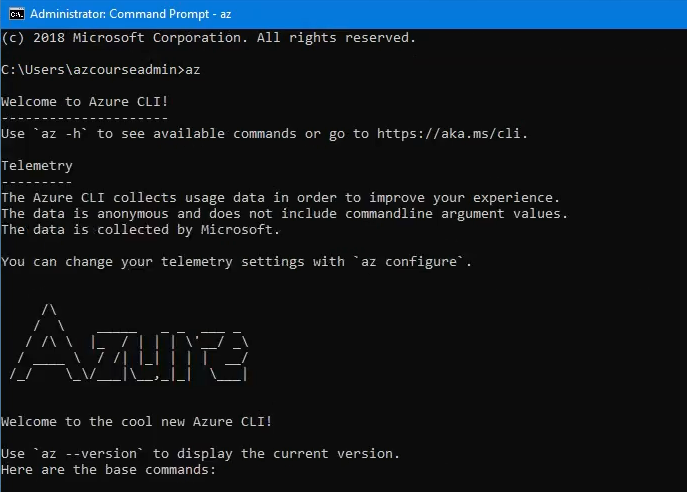 Administrator: Command Prompt - az
(c) 2018 Microsoft Corporation. All rights reserved.
C:\Users\azcourseadmin>az
Welcome to Azure CLI!
---------------------
Use `az -h` to see available commands or go to https://aka.ms/cli.
Telemetry
---------
The Azure CLI collects usage data in order to improve your experience.
The data is anonymous and does not include commandline argument values.
The data is collected by Microsoft.
You can change your telemetry settings with `az configure`.
     /\
    /  \    _____   _ _  ___ _
   / /\ \  |_  / | | | \'__/ _\
  / ____ \  / /| |_| | | |  __/
 /_/    \_\/___|\__,_|_|  \___|
Welcome to the cool new Azure CLI!
Use `az --version` to display the current version.
Here are the base commands: